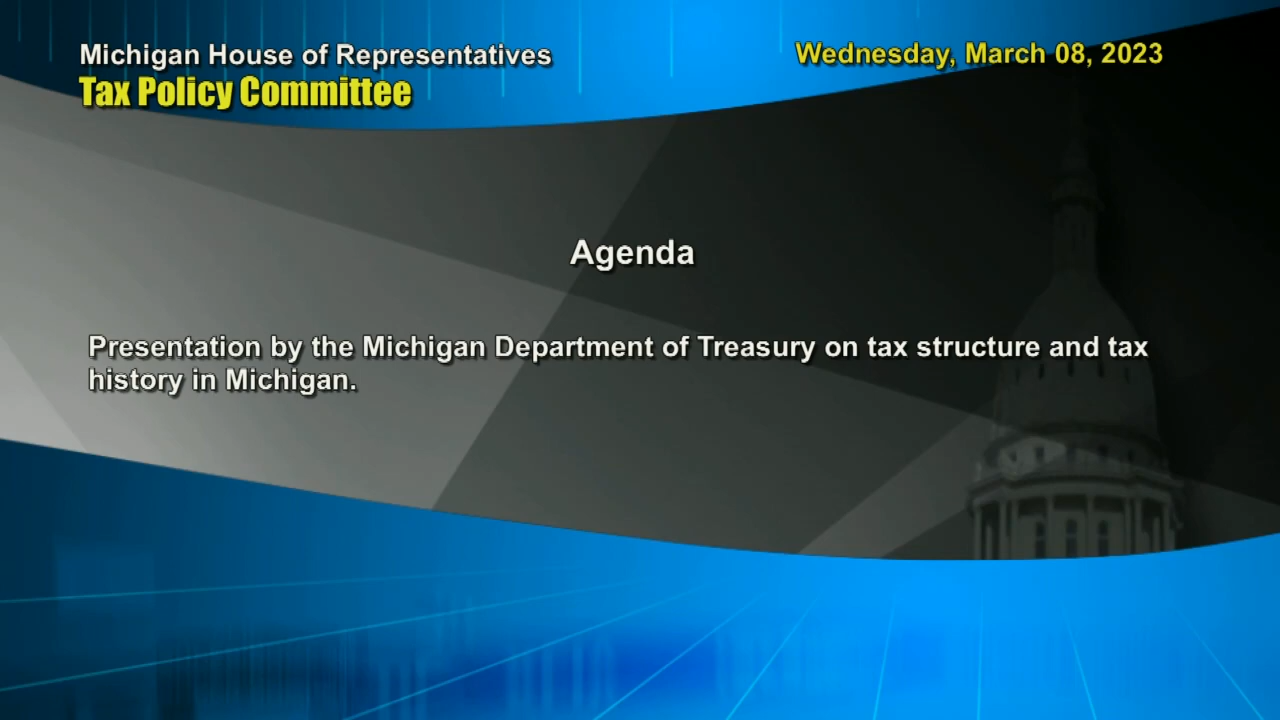 Michigan House of Representatives
Wednesday, March 08, 2023
Tax Policy Committee
Agenda
Presentation by the Michigan Department of Treasury on tax structure and tax
history in Michigan.